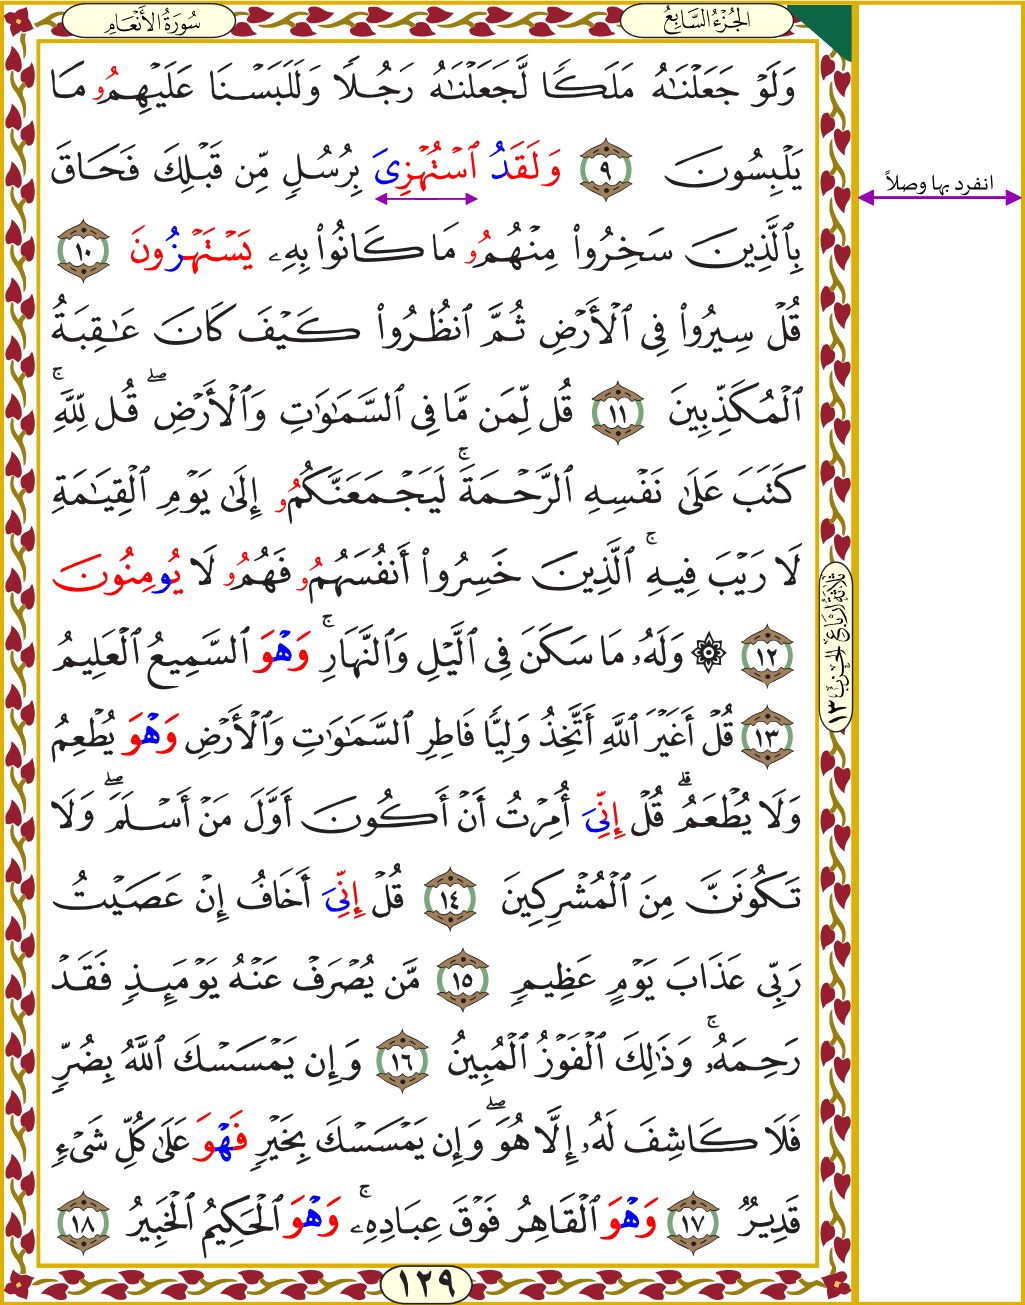 الجُزْءُ السَّابِعُ
سُورَةُ الأَنْعَامِ
وَلَوْ جَعَلْنَٰهُ مَلَكًا لَّجَعَلْنَٰهُ رَجُلًا وَلَلَبَسْنَا عَلَيْهِمُۥ مَا
يَلْبِسُونَ ٩ وَلَقَدُ ٱسْتُهْزِىَ بِرُسُلٍ مِّن قَبْلِكَ فَحَاقَ
انفرد بها وصلاً
بِٱلَّذِينَ سَخِرُوا۟ مِنْهُمُۥ مَا كَانُوا۟ بِهِۦ يَسْتَهْزُونَ ١٠
قُلْ سِيرُوا۟ فِى ٱلْأَرْضِ ثُمَّ ٱنظُرُوا۟ كَيْفَ كَانَ عَٰقِبَةُ
ٱلْمُكَذِّبِينَ ١١ قُل لِّمَن مَّا فِى ٱلسَّمَٰوَٰتِ وَٱلْأَرْضِۖ قُل لِّلَّهِۚ
كَتَبَ عَلَىٰ نَفْسِهِ ٱلرَّحْمَةَۚ لَيَجْمَعَنَّكُمُۥ إِلَىٰ يَوْمِ ٱلْقِيَٰمَةِ
لَا رَيْبَ فِيهِۚ ٱلَّذِينَ خَسِرُوا۟ أَنفُسَهُمُۥ فَهُمُۥ لَا يُومِنُونَ
١٢ ۞ وَلَهُۥ مَا سَكَنَ فِى ٱلَّيْلِ وَٱلنَّهَارِۚ وَهْوَ ٱلسَّمِيعُ ٱلْعَلِيمُ
ثلاثة أرباع الحزب ١٣
١٣ قُلْ أَغَيْرَ ٱللَّهِ أَتَّخِذُ وَلِيًّا فَاطِرِ ٱلسَّمَٰوَٰتِ وَٱلْأَرْضِ وَهْوَ يُطْعِمُ
وَلَا يُطْعَمُۗ قُلْ إِنِّىَ أُمِرْتُ أَنْ أَكُونَ أَوَّلَ مَنْ أَسْلَمَۖ وَلَا
تَكُونَنَّ مِنَ ٱلْمُشْرِكِينَ ١٤ قُلْ إِنِّىَ أَخَافُ إِنْ عَصَيْتُ
رَبِّى عَذَابَ يَوْمٍ عَظِيمٍ ١٥ مَّن يُصْرَفْ عَنْهُ يَوْمَئِذٍ فَقَدْ
رَحِمَهُۥۚ وَذَٰلِكَ ٱلْفَوْزُ ٱلْمُبِينُ ١٦ وَإِن يَمْسَسْكَ ٱللَّهُ بِضُرٍّ
فَلَا كَاشِفَ لَهُۥٓ إِلَّا هُوَۖ وَإِن يَمْسَسْكَ بِخَيْرٍ فَهْوَ عَلَىٰ كُلِّ شَىْءٍ
قَدِيرٌ ١٧ وَهْوَ ٱلْقَاهِرُ فَوْقَ عِبَادِهِۦۚ وَهْوَ ٱلْحَكِيمُ ٱلْخَبِيرُ ١٨
١٢٩